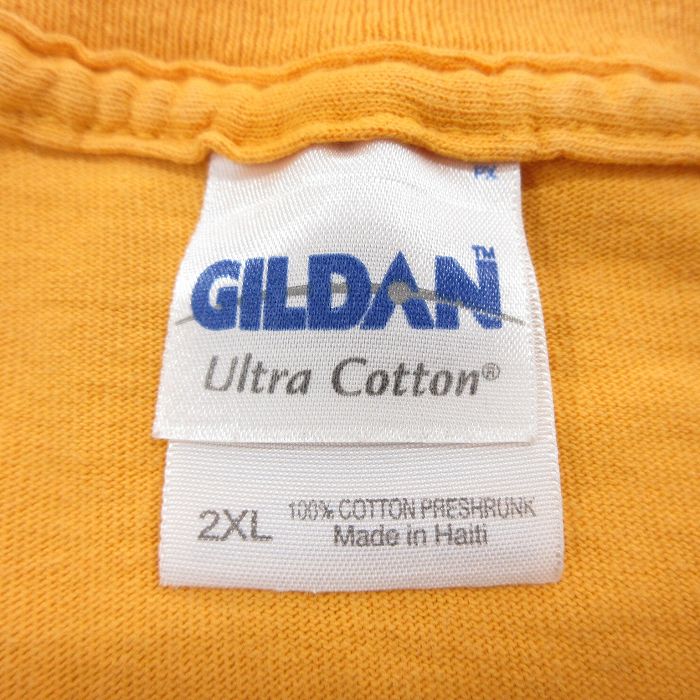 GILDAN™
Ultra Cotton®
2XL 100% COTTON PRESHRUNK
Made in Haiti